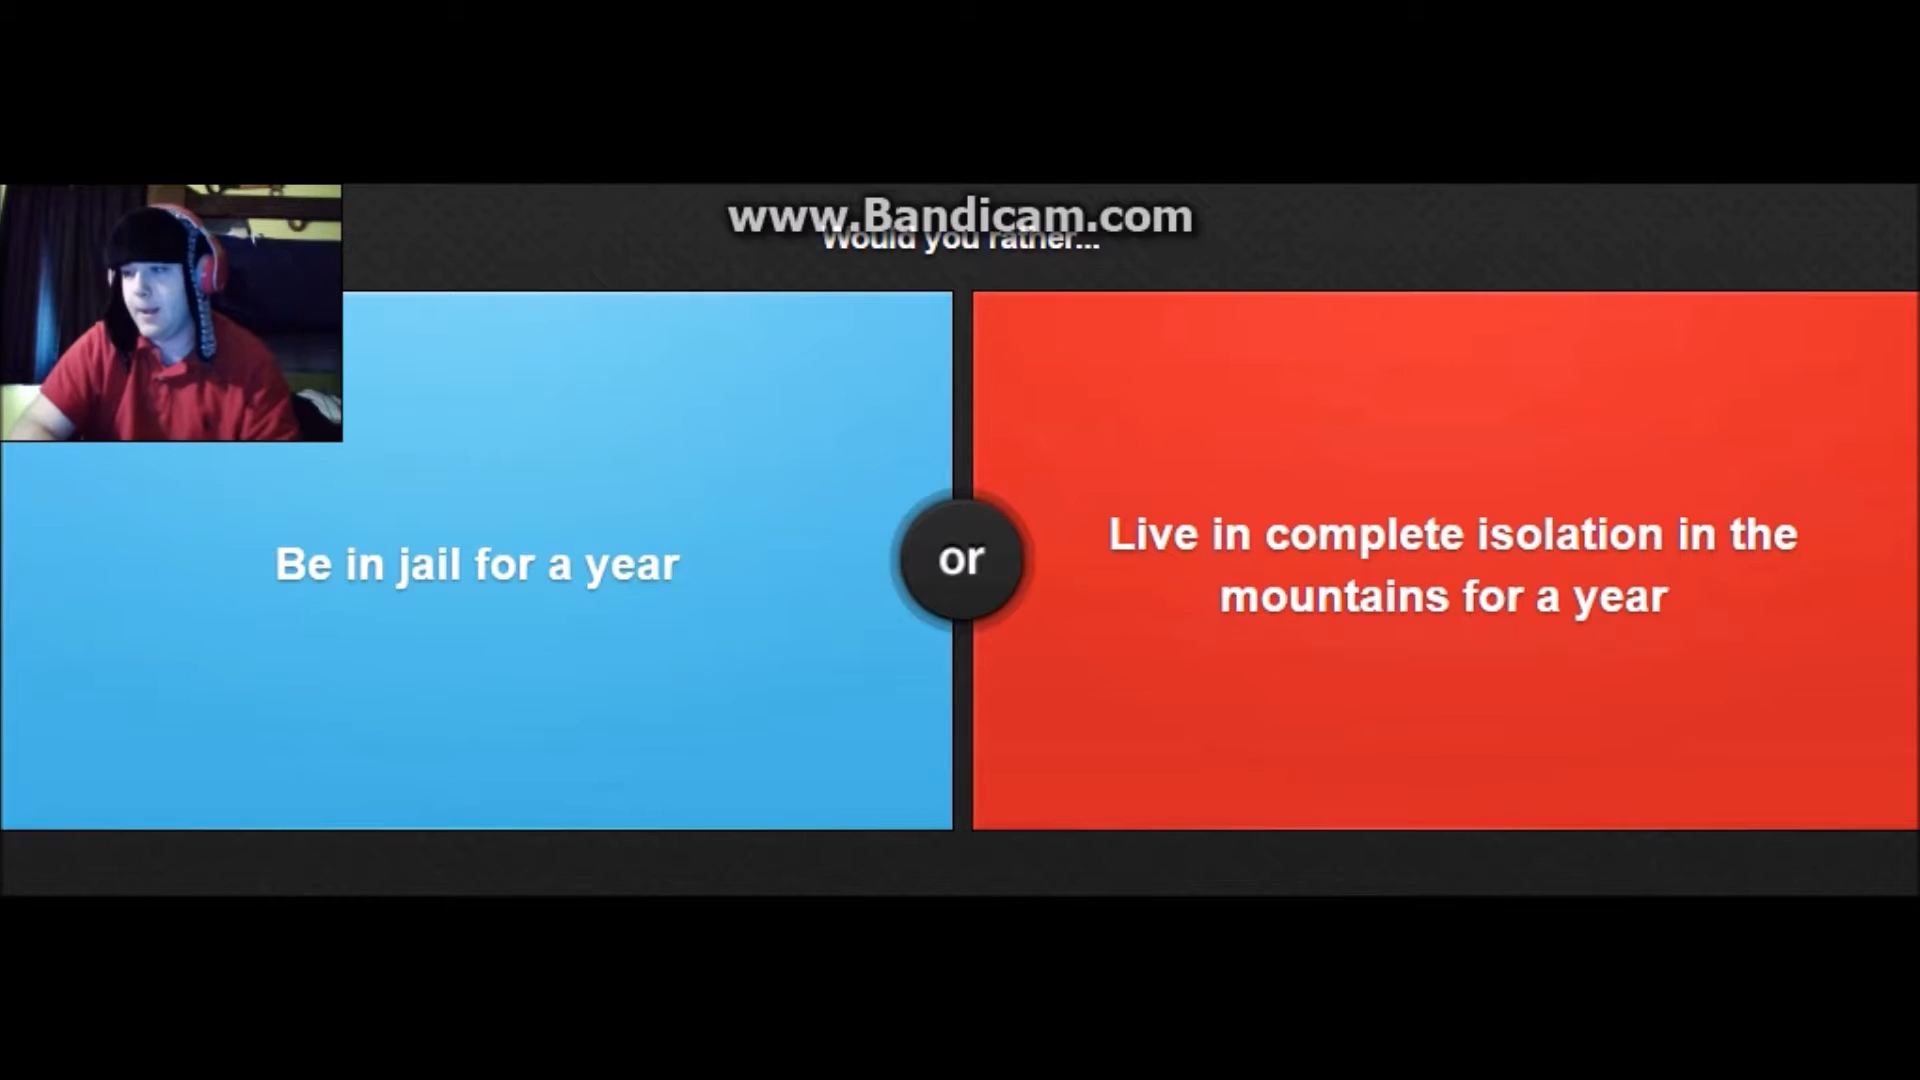 www.Bandicam.com
Would you rather...
Be in jail for a year
or
Live in complete isolation in the
mountains for a year